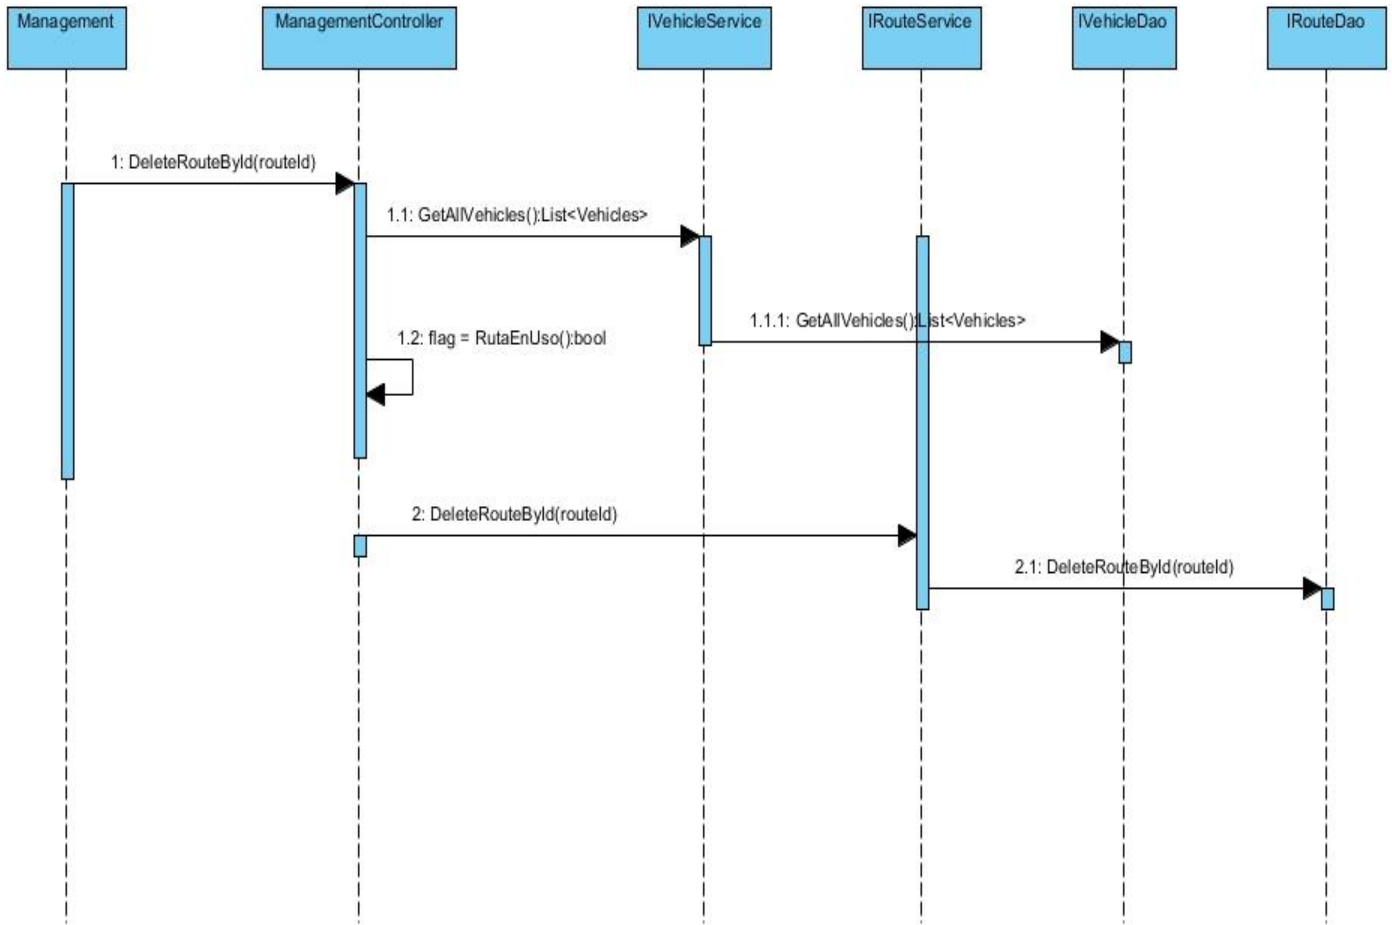 Management
ManagementController
IVehicleService
IRouteService
IVehicleDao
IRouteDao
1: DeleteRouteById(routeId)
1.1: GetAllVehicles():List<Vehicles>
1.1.1: GetAllVehicles():List<Vehicles>
1.2: flag = RutaEnUso():bool
2: DeleteRouteById(routeId)
2.1: DeleteRouteById(routeId)